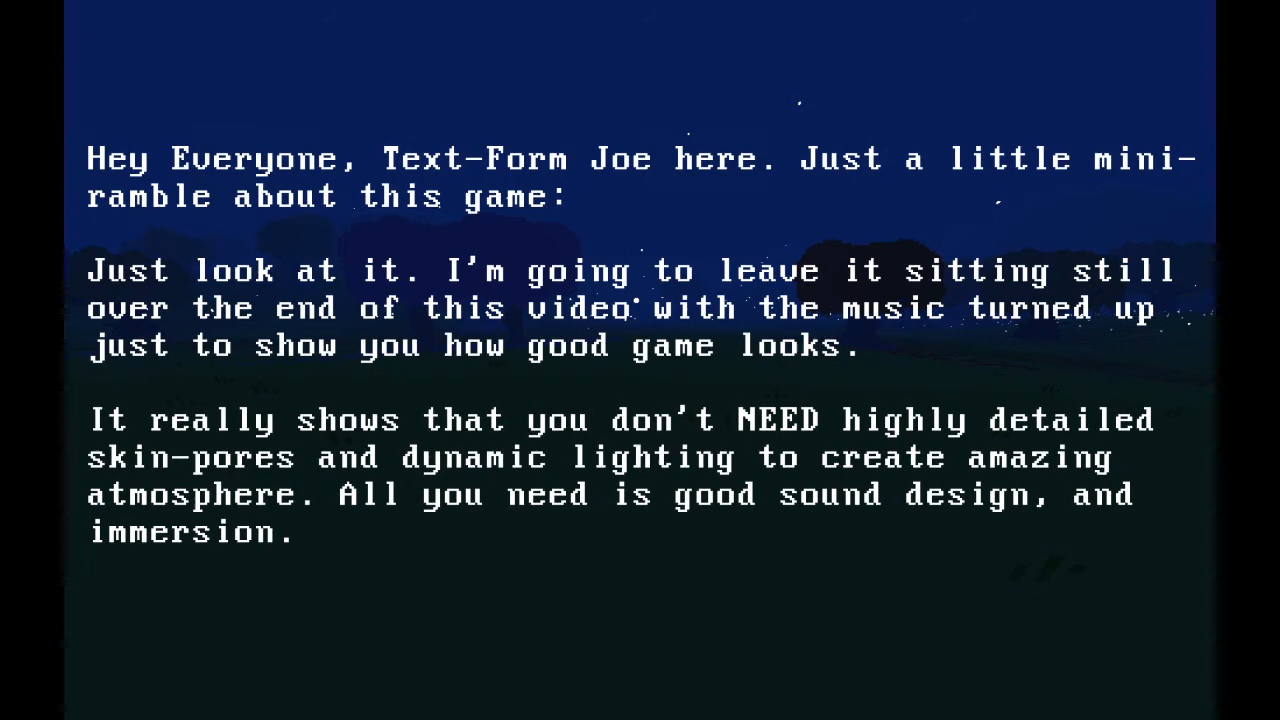 Hey Everyone, Text-Form Joe here. Just a little mini-
ramble about this game:
Just look at it. I'm going to leave it sitting still
over the end of this video with the music turned up
just to show you how good game looks.
It really shows that you don't NEED highly detailed
skin-pores and dynamic lighting to create amazing
atmosphere. All you need is good sound design, and
immersion.